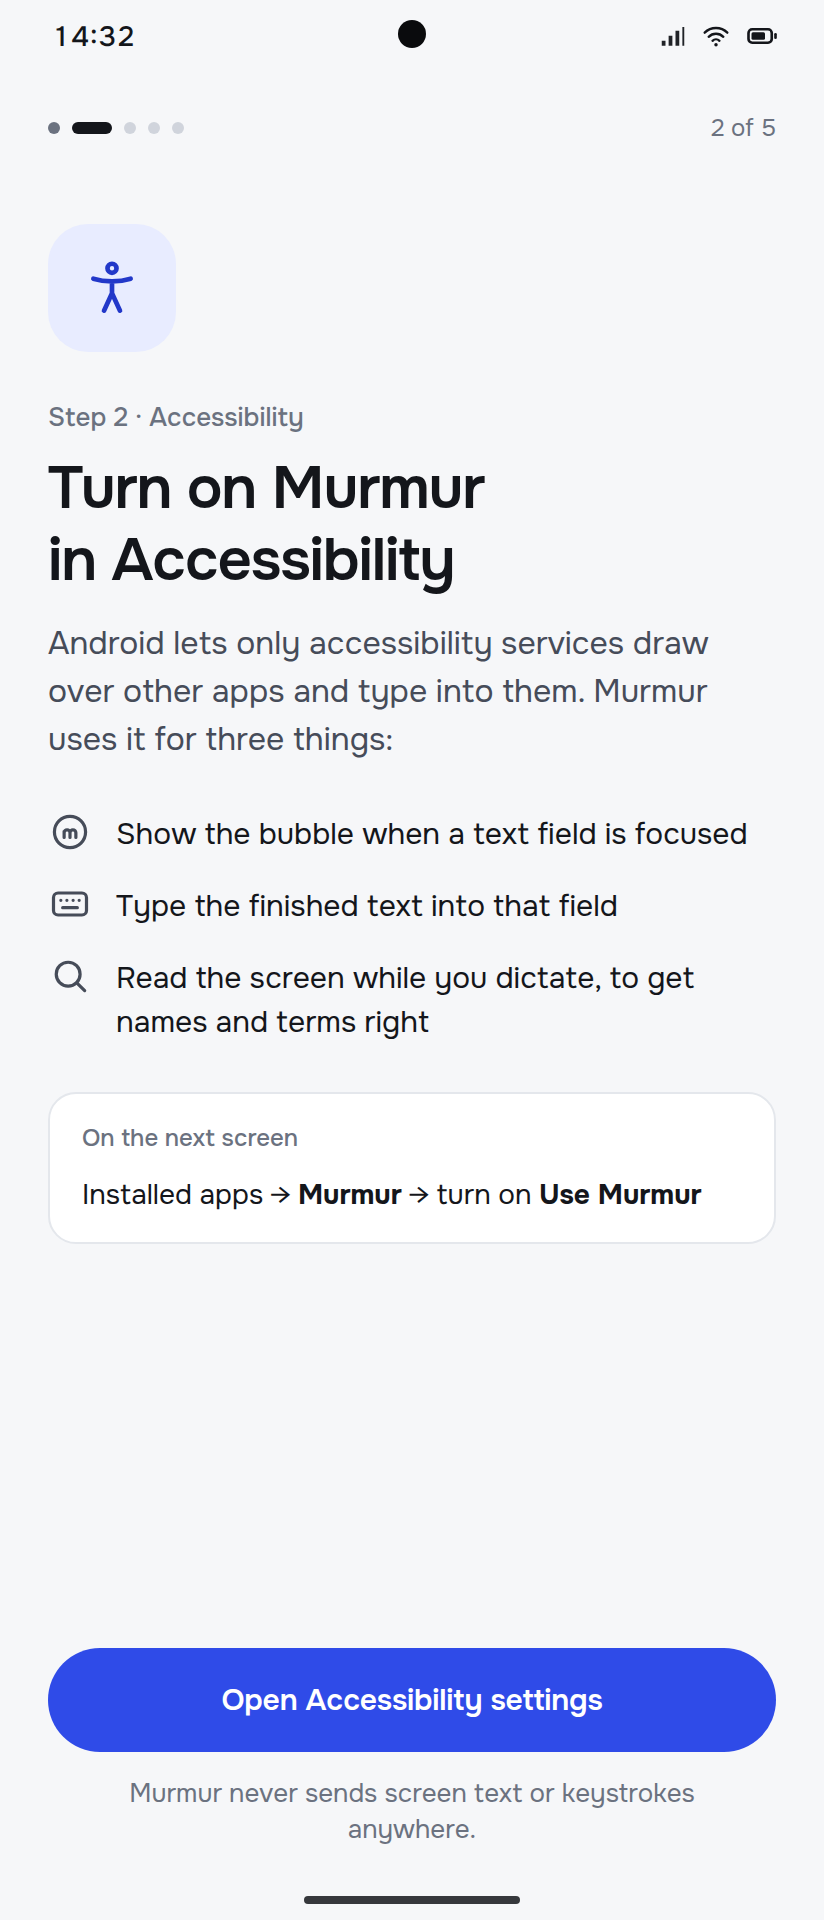 14:32
2 of 5
Step 2 · Accessibility
Turn on Murmur
in Accessibility
Android lets only accessibility services draw
over other apps and type into them. Murmur
uses it for three things:
Show the bubble when a text field is focused
Type the finished text into that field
Read the screen while you dictate, to get
names and terms right
On the next screen
Installed apps → Murmur → turn on Use Murmur
Open Accessibility settings
Murmur never sends screen text or keystrokes
anywhere.